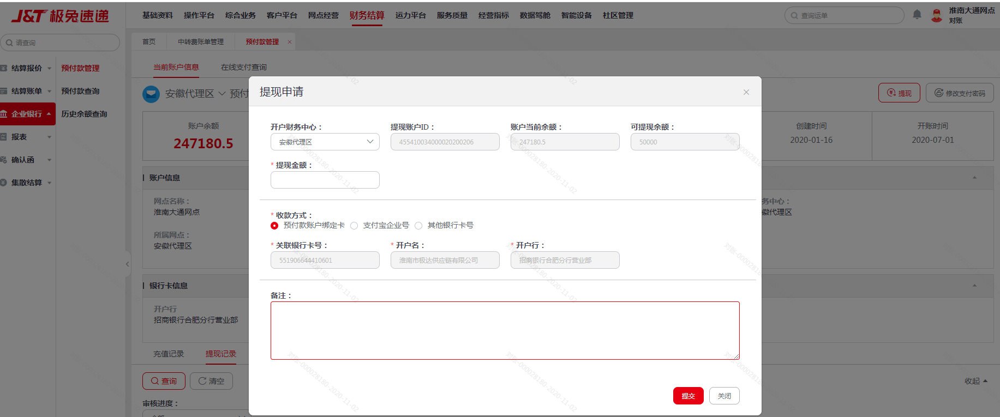 J&T 极兔速递
基础资料 操作平台 综合业务 客户平台 网点经营 财务结算 运力平台 服务质量 经营指标 数据驾舱 智能设备 社区管理
查询运单
淮南大通网点
对账
请查询
首页 中转费账单管理 预付款管理 ×
结算报价
结算账单
企业银行
报表
确认函
集散结算
预付款管理
预付款查询
历史余额查询
当前账户信息 在线支付查询
安徽代理区 预付
提现 修改支付密码
账户余额
247180.5
创建时间
2020-01-16
开账时间
2020-07-01
账户信息
网点名称：
淮南大通网点
所属网点：
安徽代理区
务中心：
徽代理区
银行卡信息
开户行
招商银行合肥分行营业部
充值记录 提现记录
查询 清空
收起
审核进度：
提现申请
×
开户财务中心： 提现账户ID： 账户当前余额： 可提现余额：
安徽代理区 455410034000020200206 247180.5 50000
* 提现金额：
* 收款方式：
预付款账户绑定卡 支付宝企业号 其他银行卡号
* 关联银行卡号： * 开户名： * 开户行：
551906644410601 淮南市极达供应链有限公司 招商银行合肥分行营业部
备注：
提交 关闭
对账-000028180-2020-11-02